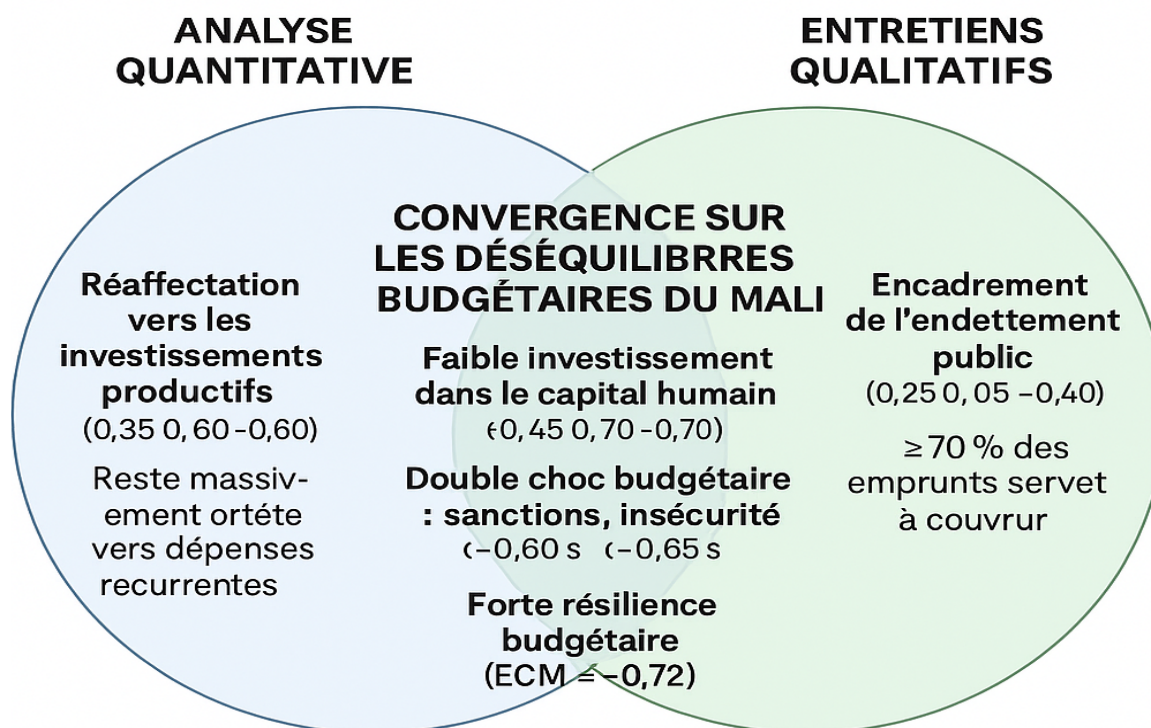 ANALYSE
QUANTITATIVE
ENTRETIENS
QUALITATIFS
CONVERGENCE SUR
LES DÉSÉQUILIBRRES
BUDGÉTAIRES DU MALI
Réaffectation
vers les
investissements
productifs
(0,35 0,60 -0,60)
Reste massiv-
ement ortéte
vers dépenses
recurrentes
Faible investissement
dans le capital humain
(0,45 0,70 -0,70)
Double choc budgétaire
: sanctions, insécurité
(-0,60 s (-0,65 s
Forte résilience
budgétaire
(ECM = -0,72)
Encadrement
de l'endettement
public
(0,25 0,05 -0,40)
≥ 70 % des
emprunts servet
à couvrur